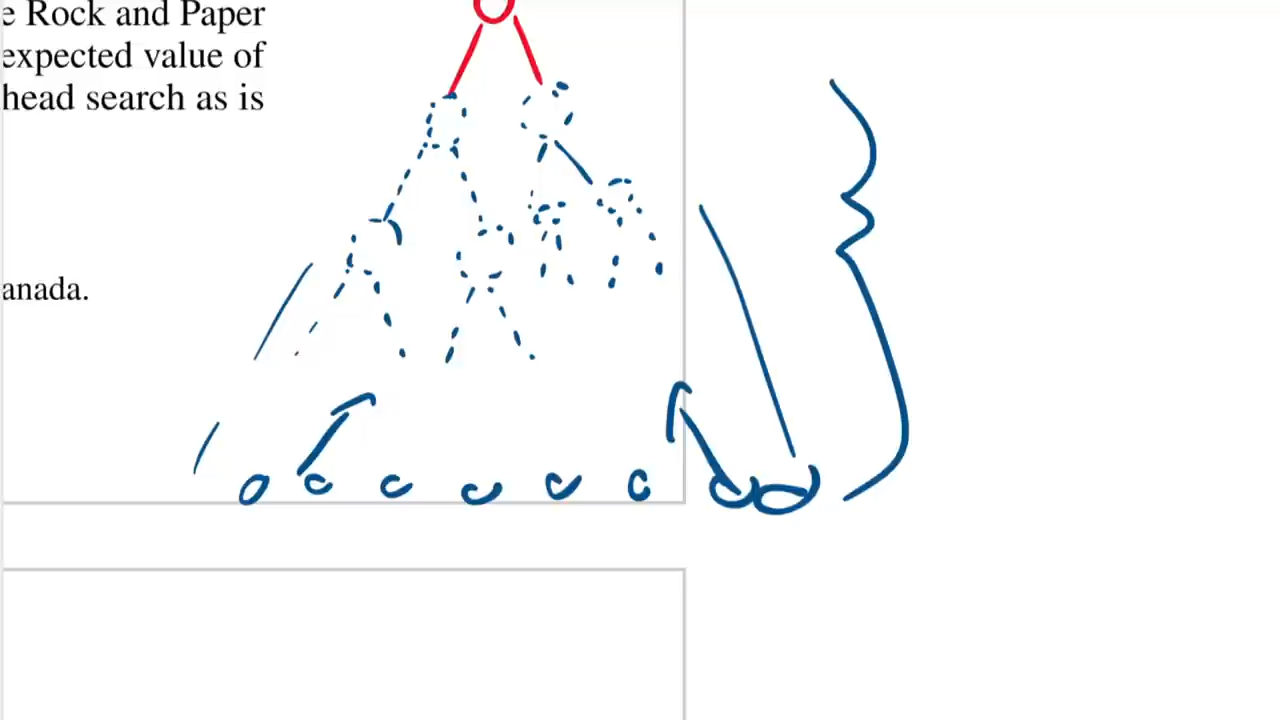 e Rock and Paper
expected value of
head search as is
anada.